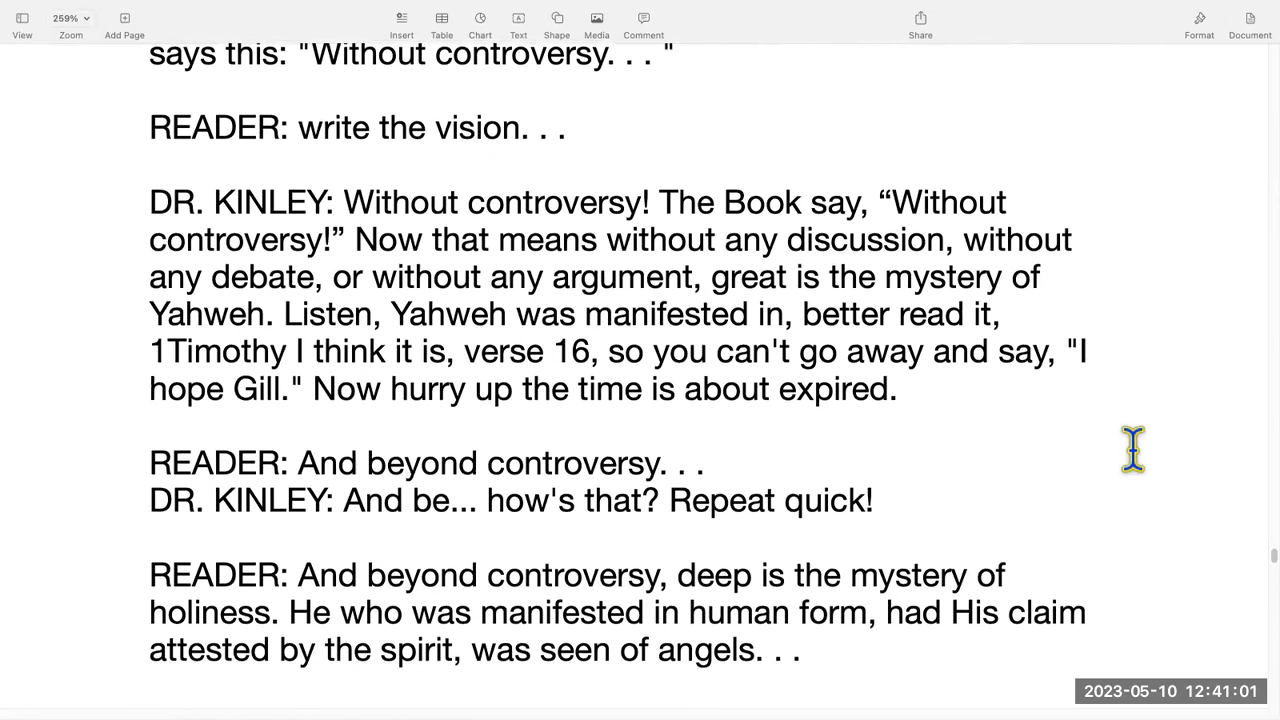 259%
View
Zoom
Add Page
Insert
Table
Chart
Text
Shape
Media
Comment
Share
Format
Document
says this: "Without controversy. . . "
READER: write the vision. . .
DR. KINLEY: Without controversy! The Book say, “Without
controversy!” Now that means without any discussion, without
any debate, or without any argument, great is the mystery of
Yahweh. Listen, Yahweh was manifested in, better read it,
1Timothy I think it is, verse 16, so you can't go away and say, "I
hope Gill." Now hurry up the time is about expired.
READER: And beyond controversy. . .
DR. KINLEY: And be... how's that? Repeat quick!
READER: And beyond controversy, deep is the mystery of
holiness. He who was manifested in human form, had His claim
attested by the spirit, was seen of angels. . .
2023-05-10 12:41:01